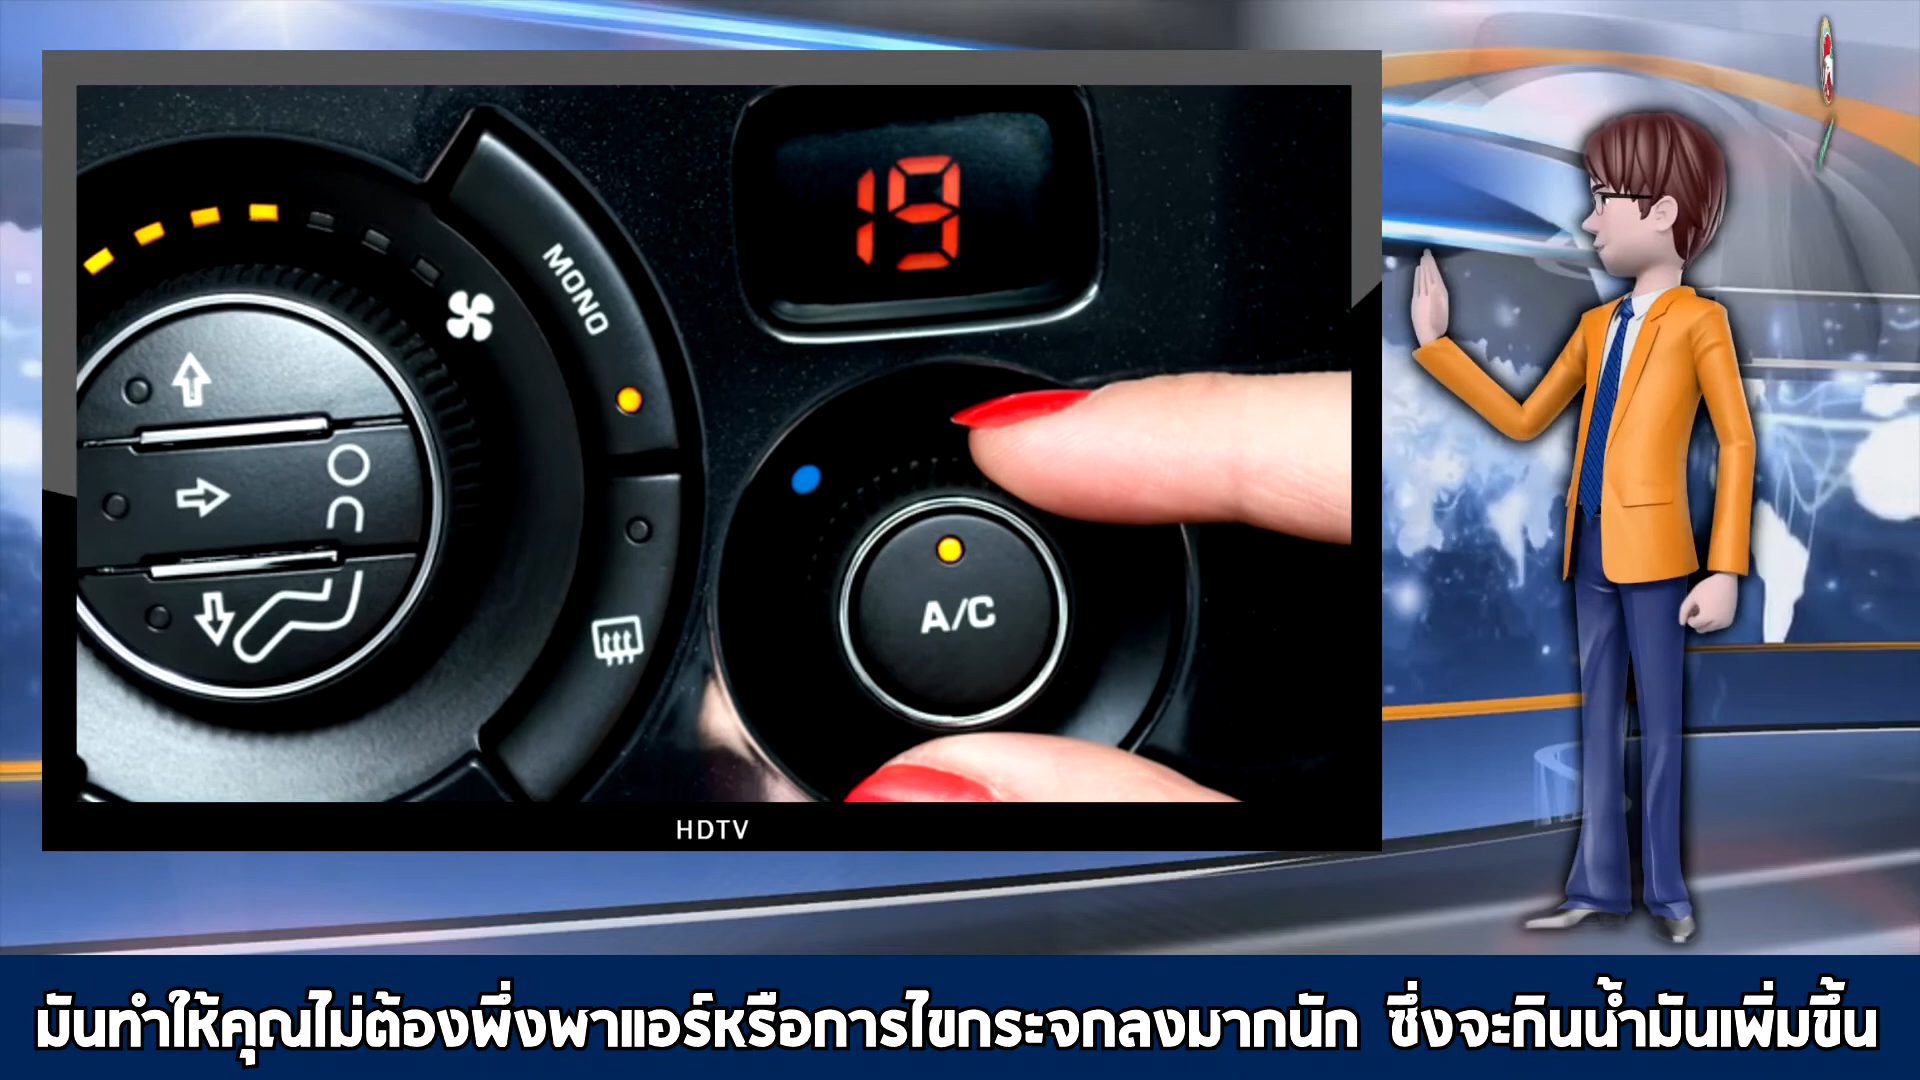 19
MONO
A/C
HDTV
มันทำให้คุณไม่ต้องพึ่งพาแอร์หรือการไขกระจกลงมากนัก ซึ่งจะกินน้ำมันเพิ่มขึ้น